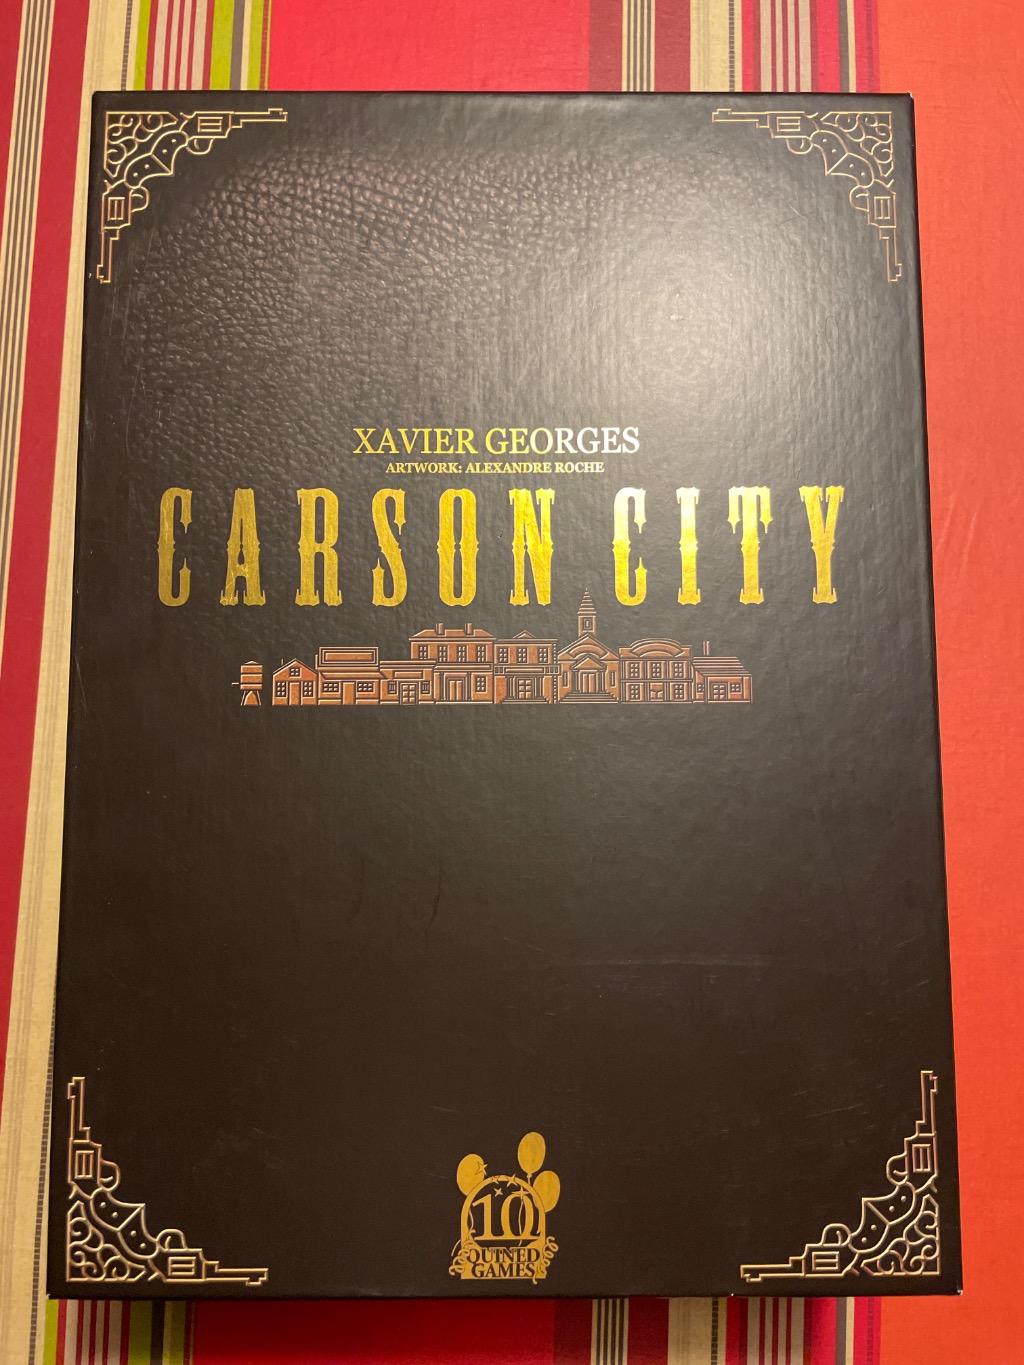 XAVIER GEORGES
ARTWORK: ALEXANDRE ROCHE
CARSON CITY
10
QUINED
GAMES